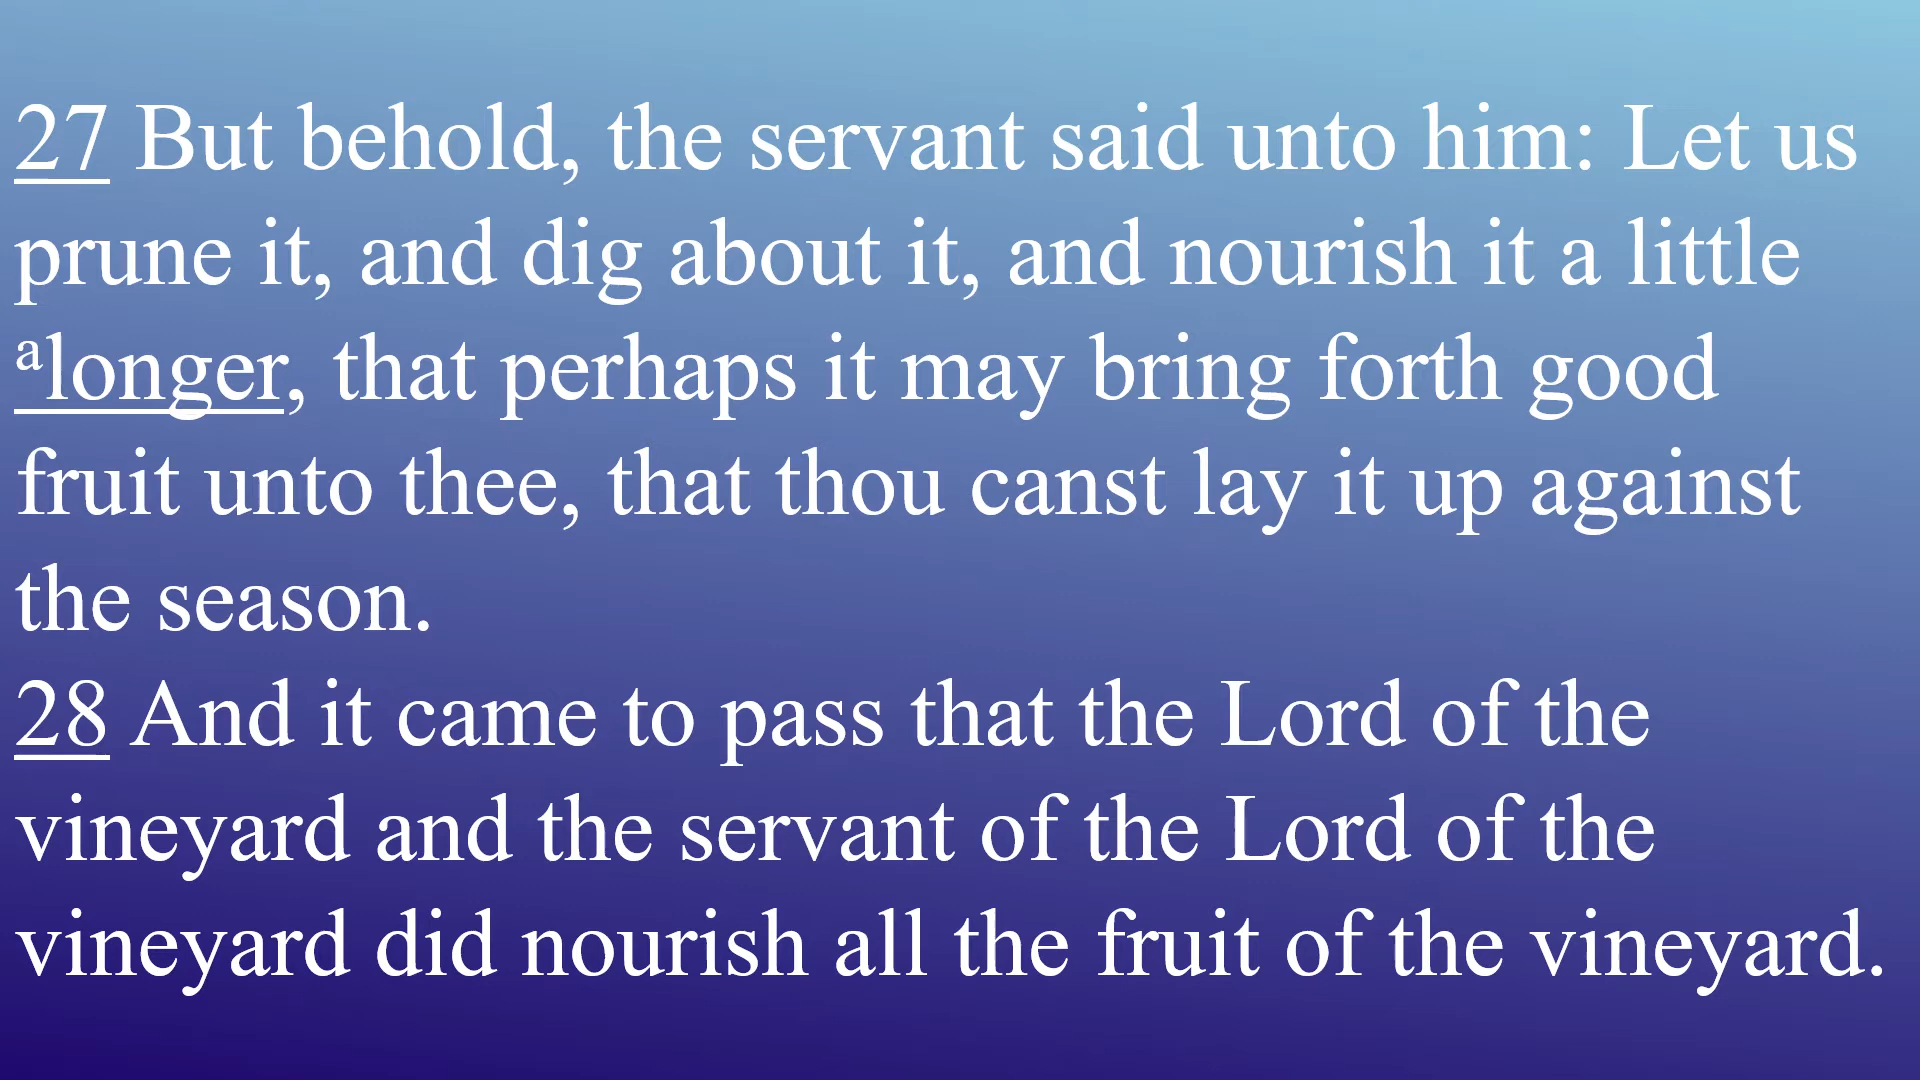 27 But behold, the servant said unto him: Let us
prune it, and dig about it, and nourish it a little
alonger, that perhaps it may bring forth good
fruit unto thee, that thou canst lay it up against
the season.
28 And it came to pass that the Lord of the
vineyard and the servant of the Lord of the
vineyard did nourish all the fruit of the vineyard.